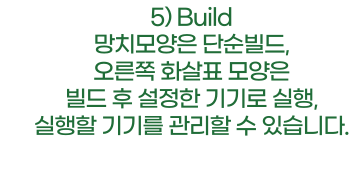 5) Build
망치모양은 단순빌드,
오른쪽 화살표 모양은
빌드 후 설정한 기기로 실행,
실행할 기기를 관리할 수 있습니다.